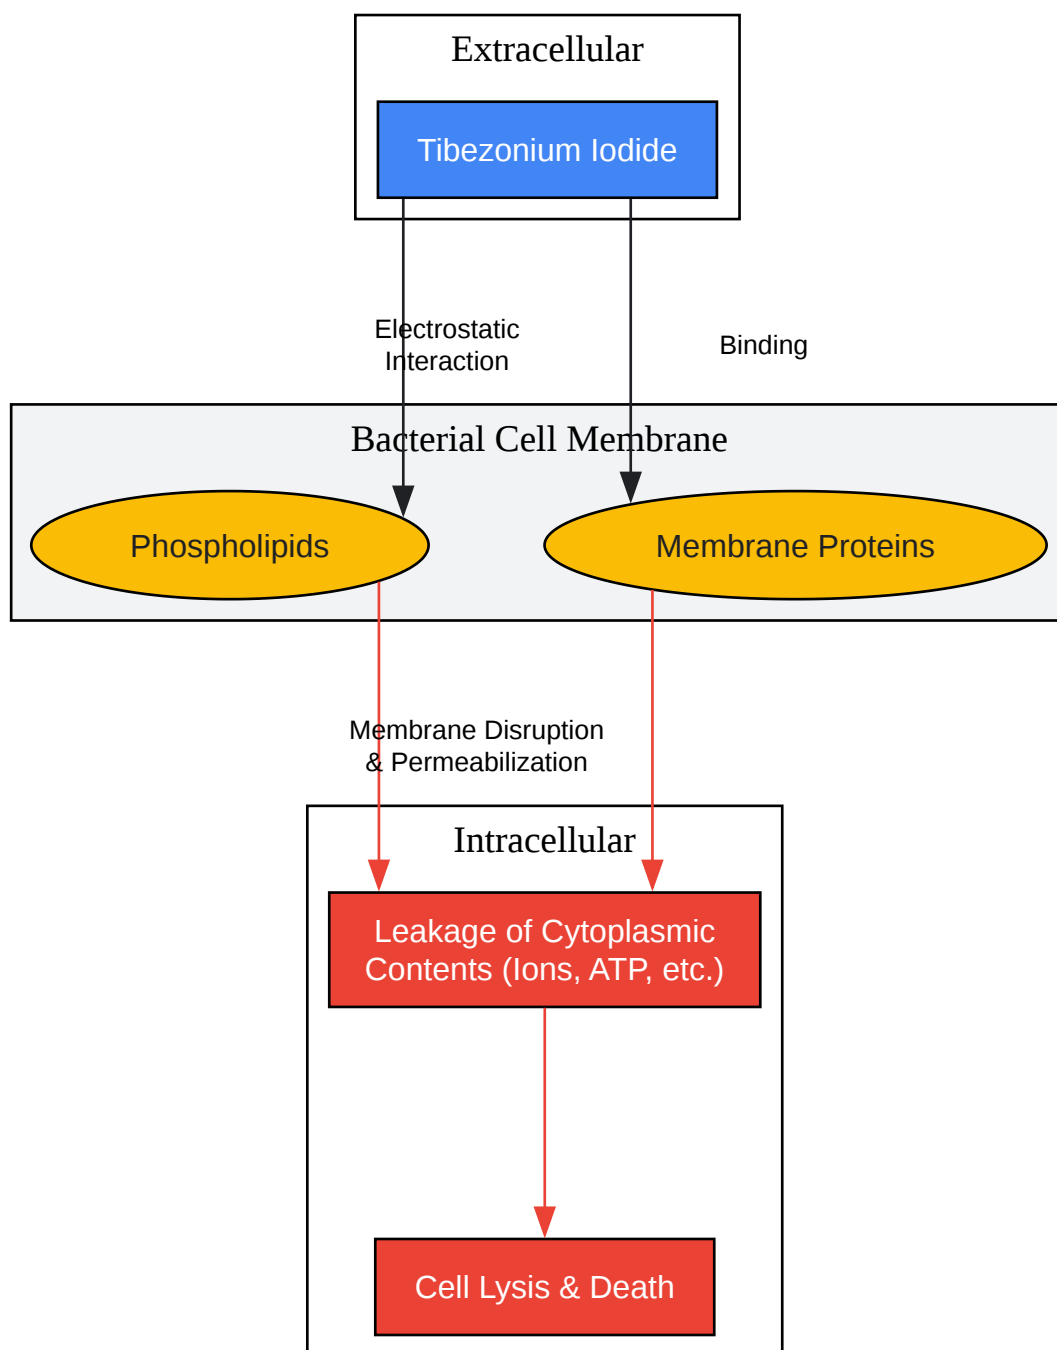 Extracellular
Tibezonium Iodide
Electrostatic
Interaction
Binding
Bacterial Cell Membrane
Phospholipids
Membrane Proteins
Membrane Disruption
& Permeabilization
Intracellular
Leakage of Cytoplasmic
Contents (Ions, ATP, etc.)
Cell Lysis & Death